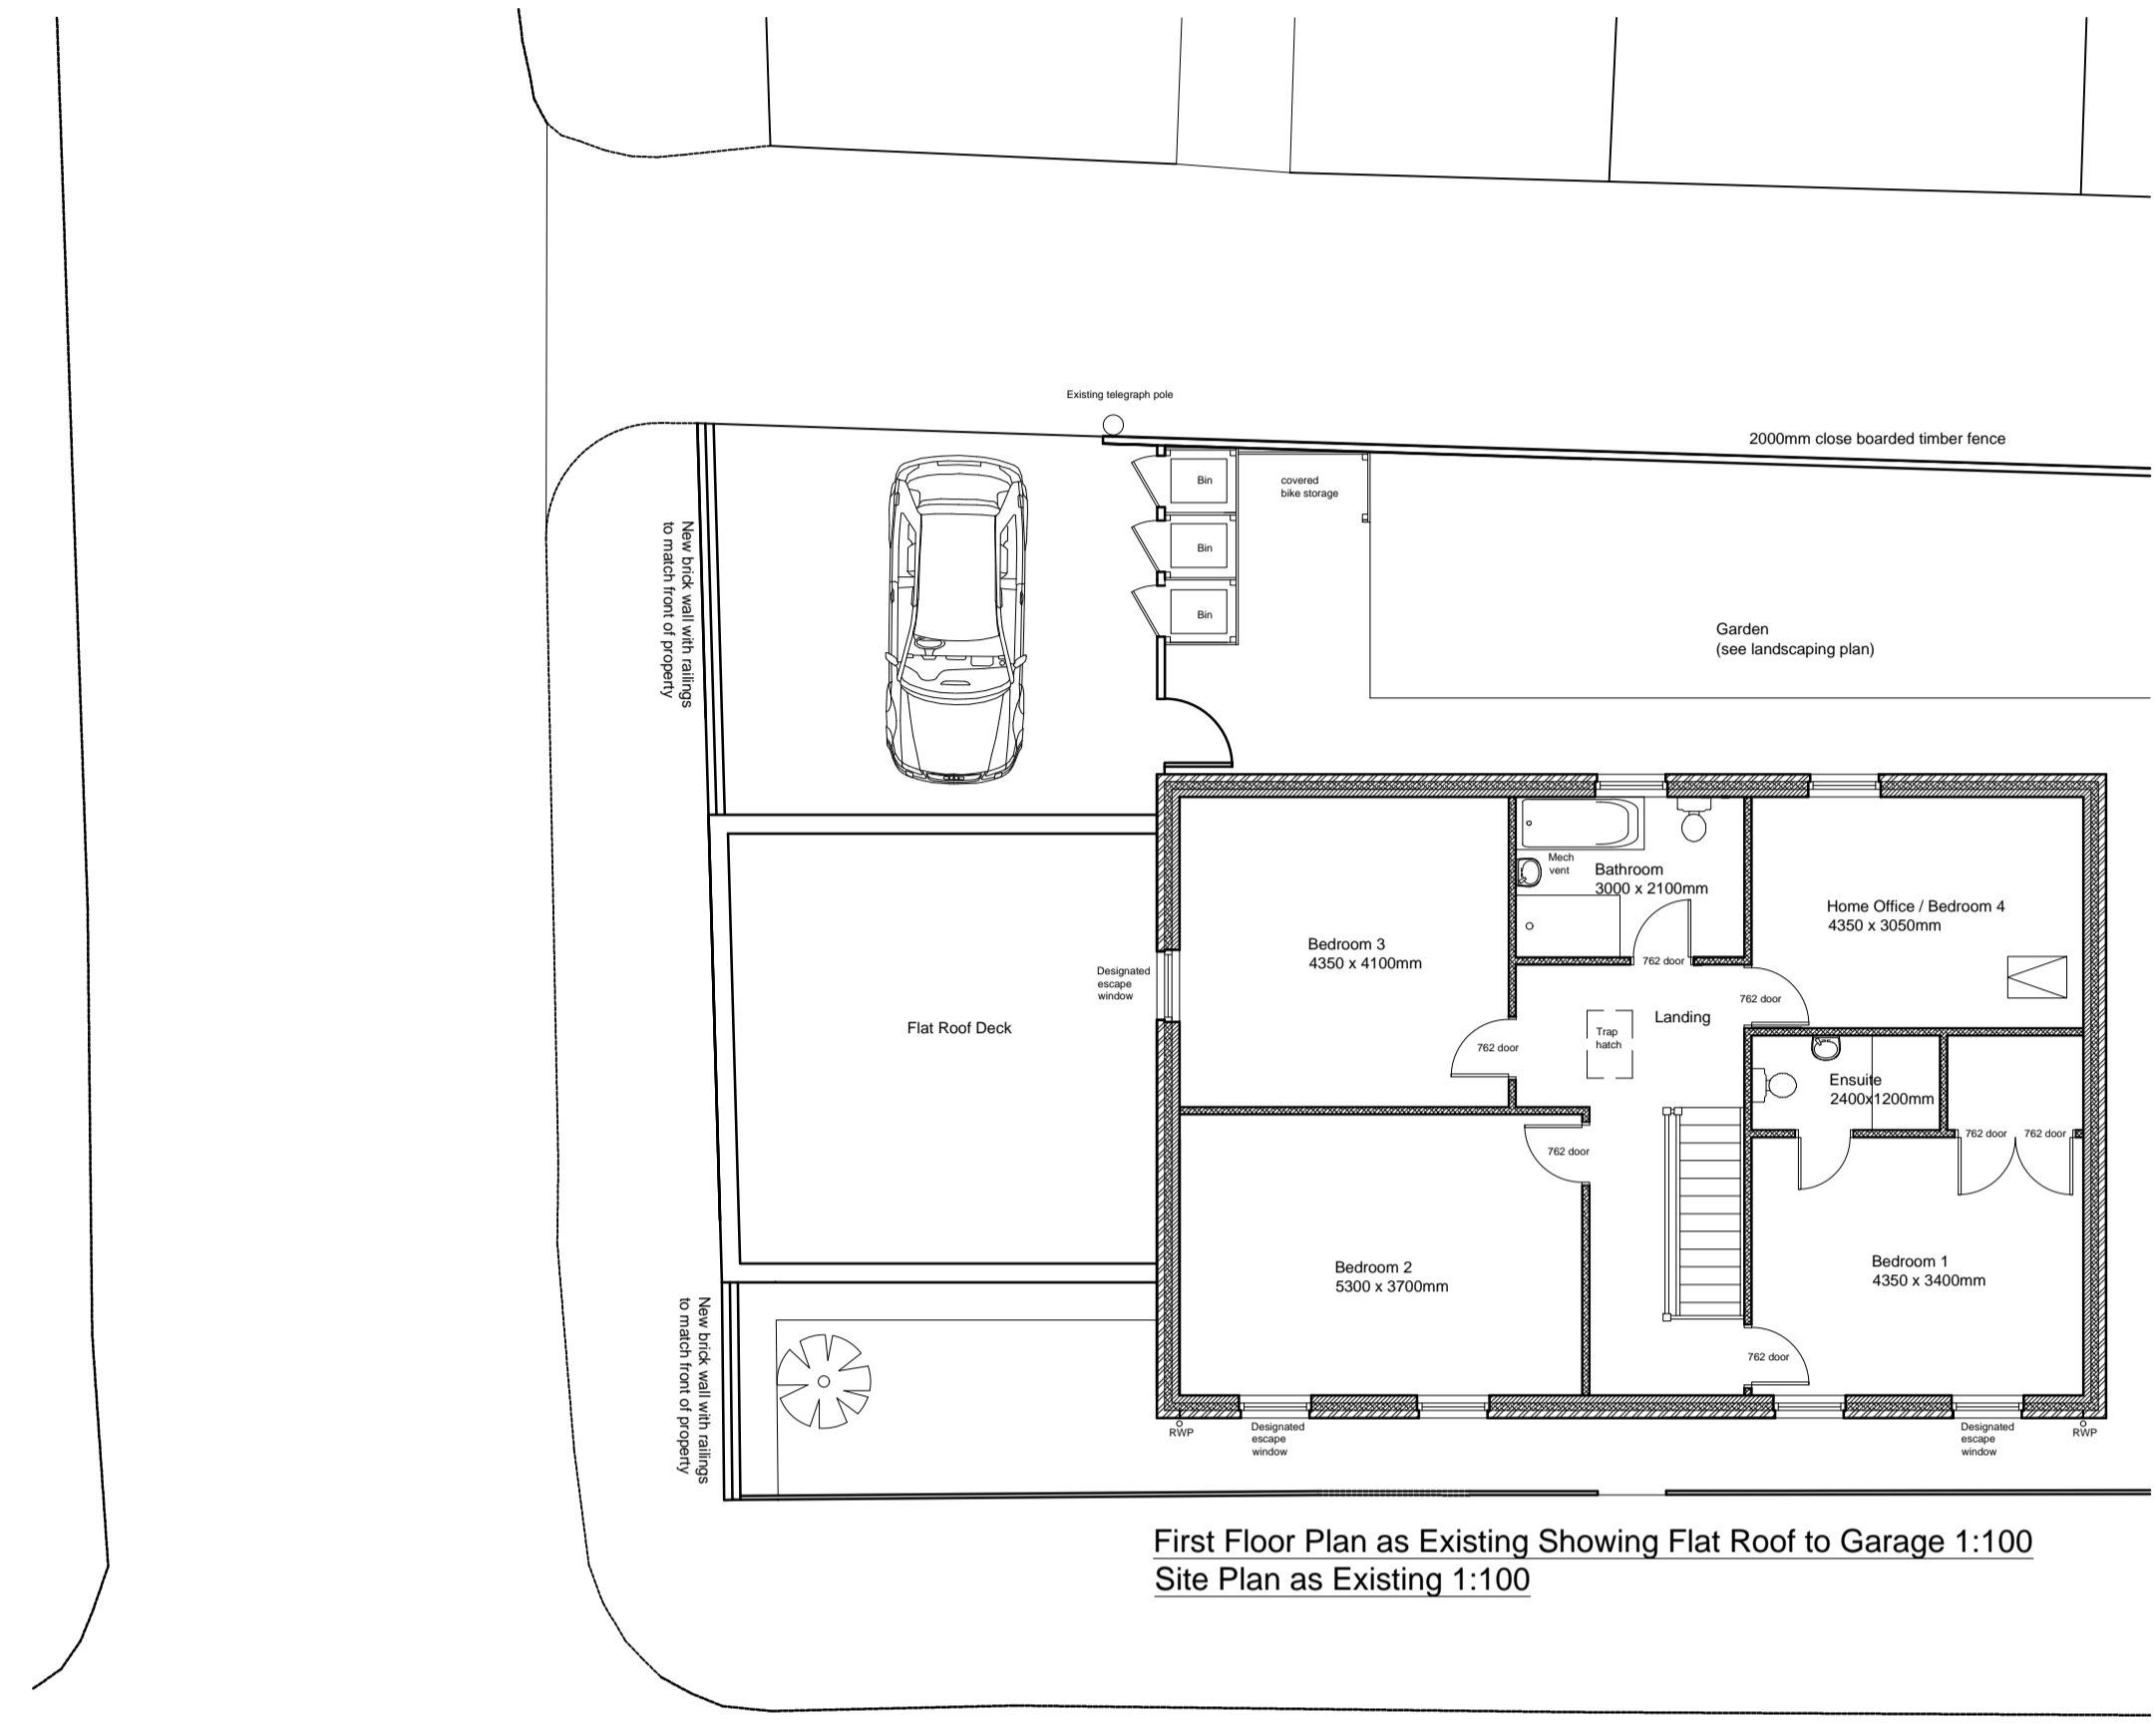 Existing telegraph pole
2000mm close boarded timber fence
Bin
covered
bike storage
Bin
Bin
New brick wall with railings
to match front of property
Garden
(see landscaping plan)
Mech
vent
Bathroom
3000 x 2100mm
Home Office / Bedroom 4
4350 x 3050mm
Bedroom 3
4350 x 4100mm
762 door
Designated
escape
window
762 door
Flat Roof Deck
Landing
Trap
hatch
762 door
Ensuite
2400x1200mm
762 door
762 door
762 door
Bedroom 2
5300 x 3700mm
Bedroom 1
4350 x 3400mm
762 door
New brick wall with railings
to match front of property
RWP
Designated
escape
window
Designated
escape
window
RWP
First Floor Plan as Existing Showing Flat Roof to Garage 1:100
Site Plan as Existing 1:100